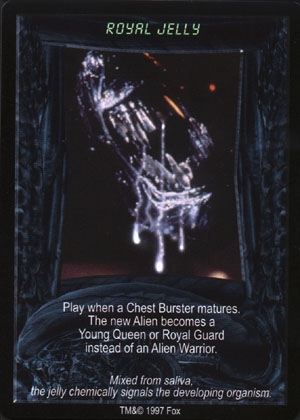 ROYAL JELLY
Play when a Chest Burster matures.
The new Alien becomes a
Young Queen or Royal Guard
instead of an Alien Warrior.
Mixed from saliva,
the jelly chemically signals the developing organism.
TM&© 1997 Fox